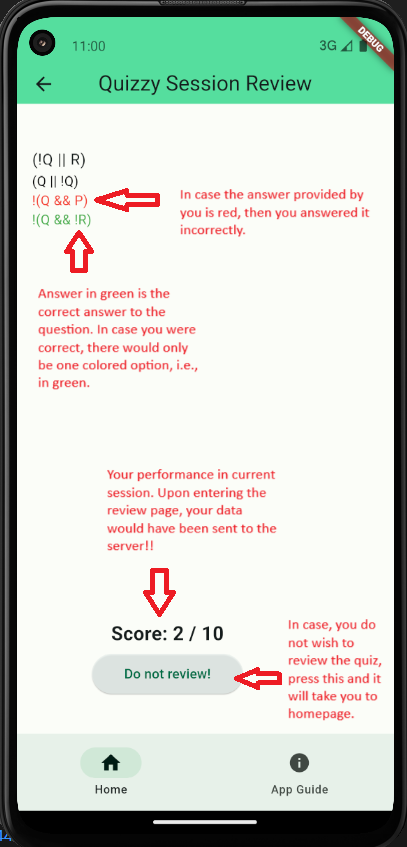 11:00
3G
DEBUG
Quizzy Session Review
(!Q || R)
(Q || !Q)
!(Q && P)
!(Q && !R)
In case the answer provided by
you is red, then you answered it
incorrectly.
Answer in green is the
correct answer to the
question. In case you were
correct, there would only
be one colored option, i.e.,
in green.
Your performance in current
session. Upon entering the
review page, your data
would have been sent to the
server!!
Score: 2 / 10
Do not review!
In case, you do
not wish to
review the quiz,
press this and it
will take you to
homepage.
Home
App Guide